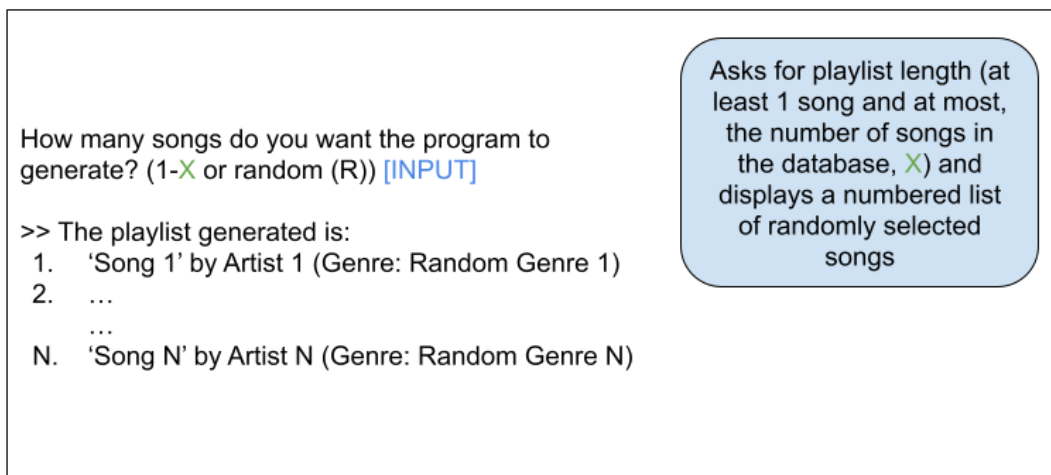 How many songs do you want the program to
generate? (1-X or random (R)) [INPUT]
>> The playlist generated is:
1. ‘Song 1’ by Artist 1 (Genre: Random Genre 1)
2. …
…
N. ‘Song N’ by Artist N (Genre: Random Genre N)
Asks for playlist length (at
least 1 song and at most,
the number of songs in
the database, X) and
displays a numbered list
of randomly selected
songs